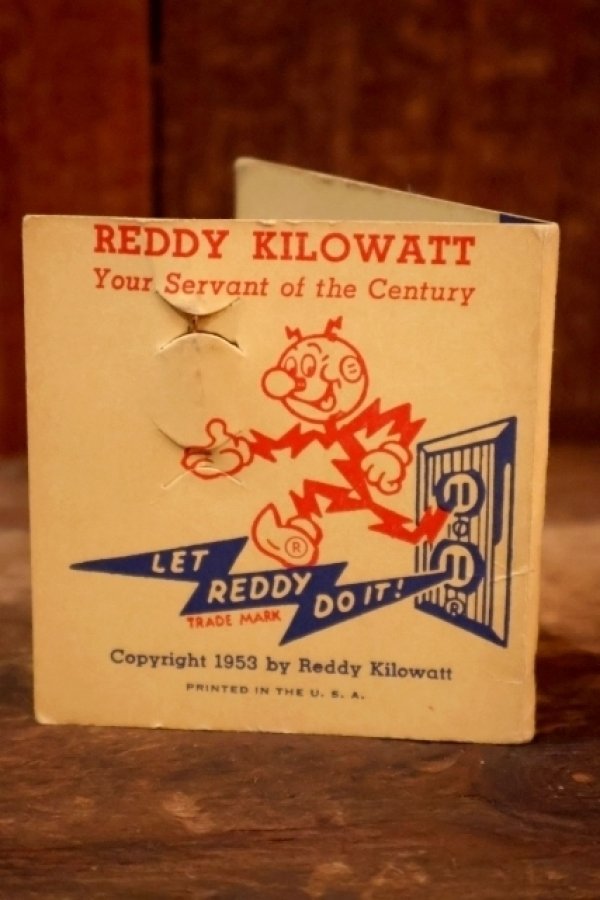 REDDY KILOWATT
Your Servant of the Century
®
LET
REDDY
DO IT!
®
TRADE MARK
Copyright 1953 by Reddy Kilowatt
PRINTED IN THE U. S. A.